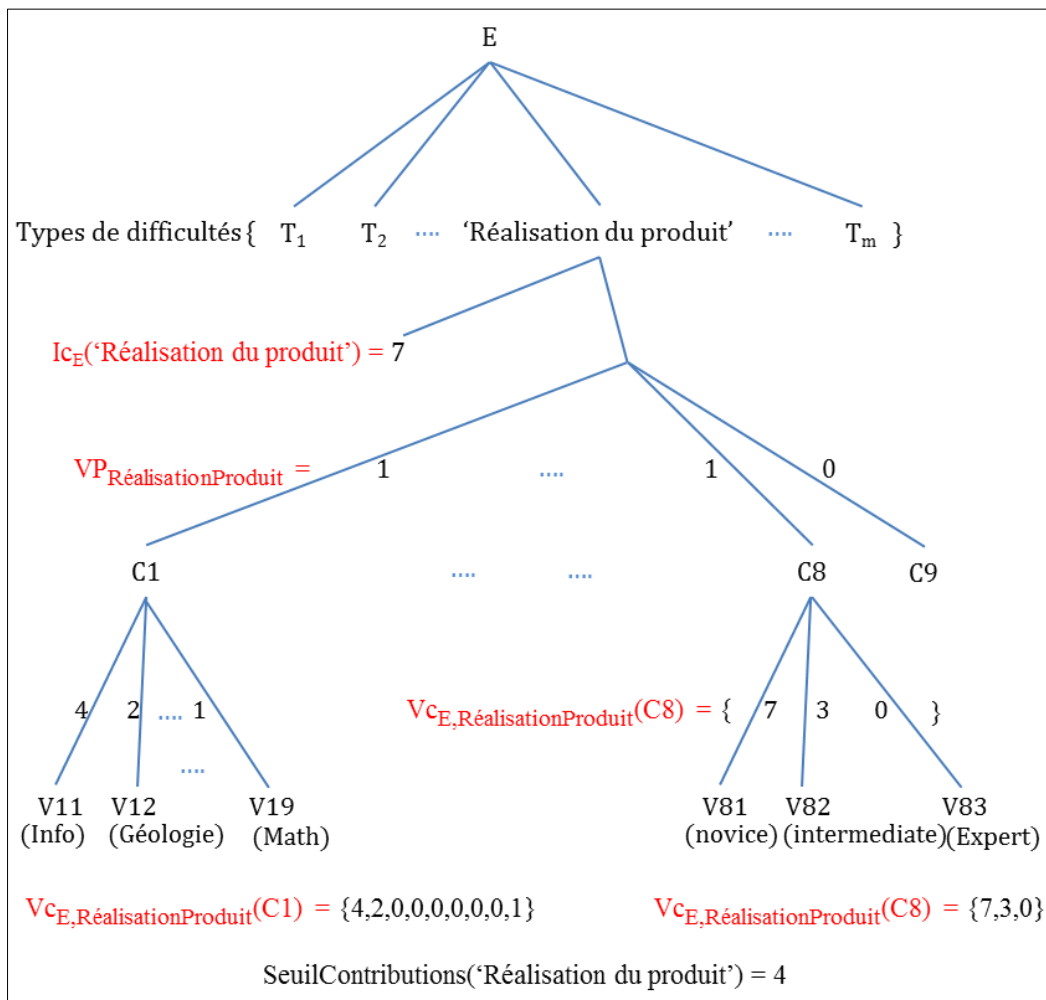 E
Types de difficultés { T1 T2 .... ‘Réalisation du produit’ .... Tm }
IcE(‘Réalisation du produit’) = 7
VPRéalisationProduit = 1 .... 1 0
C1 .... .... C8 C9
4 2 .... 1 VcE,RéalisationProduit(C8) = { 7 3 0 }
....
V11 V12 V19 V81 V82 V83
(Info) (Géologie) (Math) (novice) (intermediate) (Expert)
VcE,RéalisationProduit(C1) = {4,2,0,0,0,0,0,0,1} VcE,RéalisationProduit(C8) = {7,3,0}
SeuilContributions(‘Réalisation du produit’) = 4